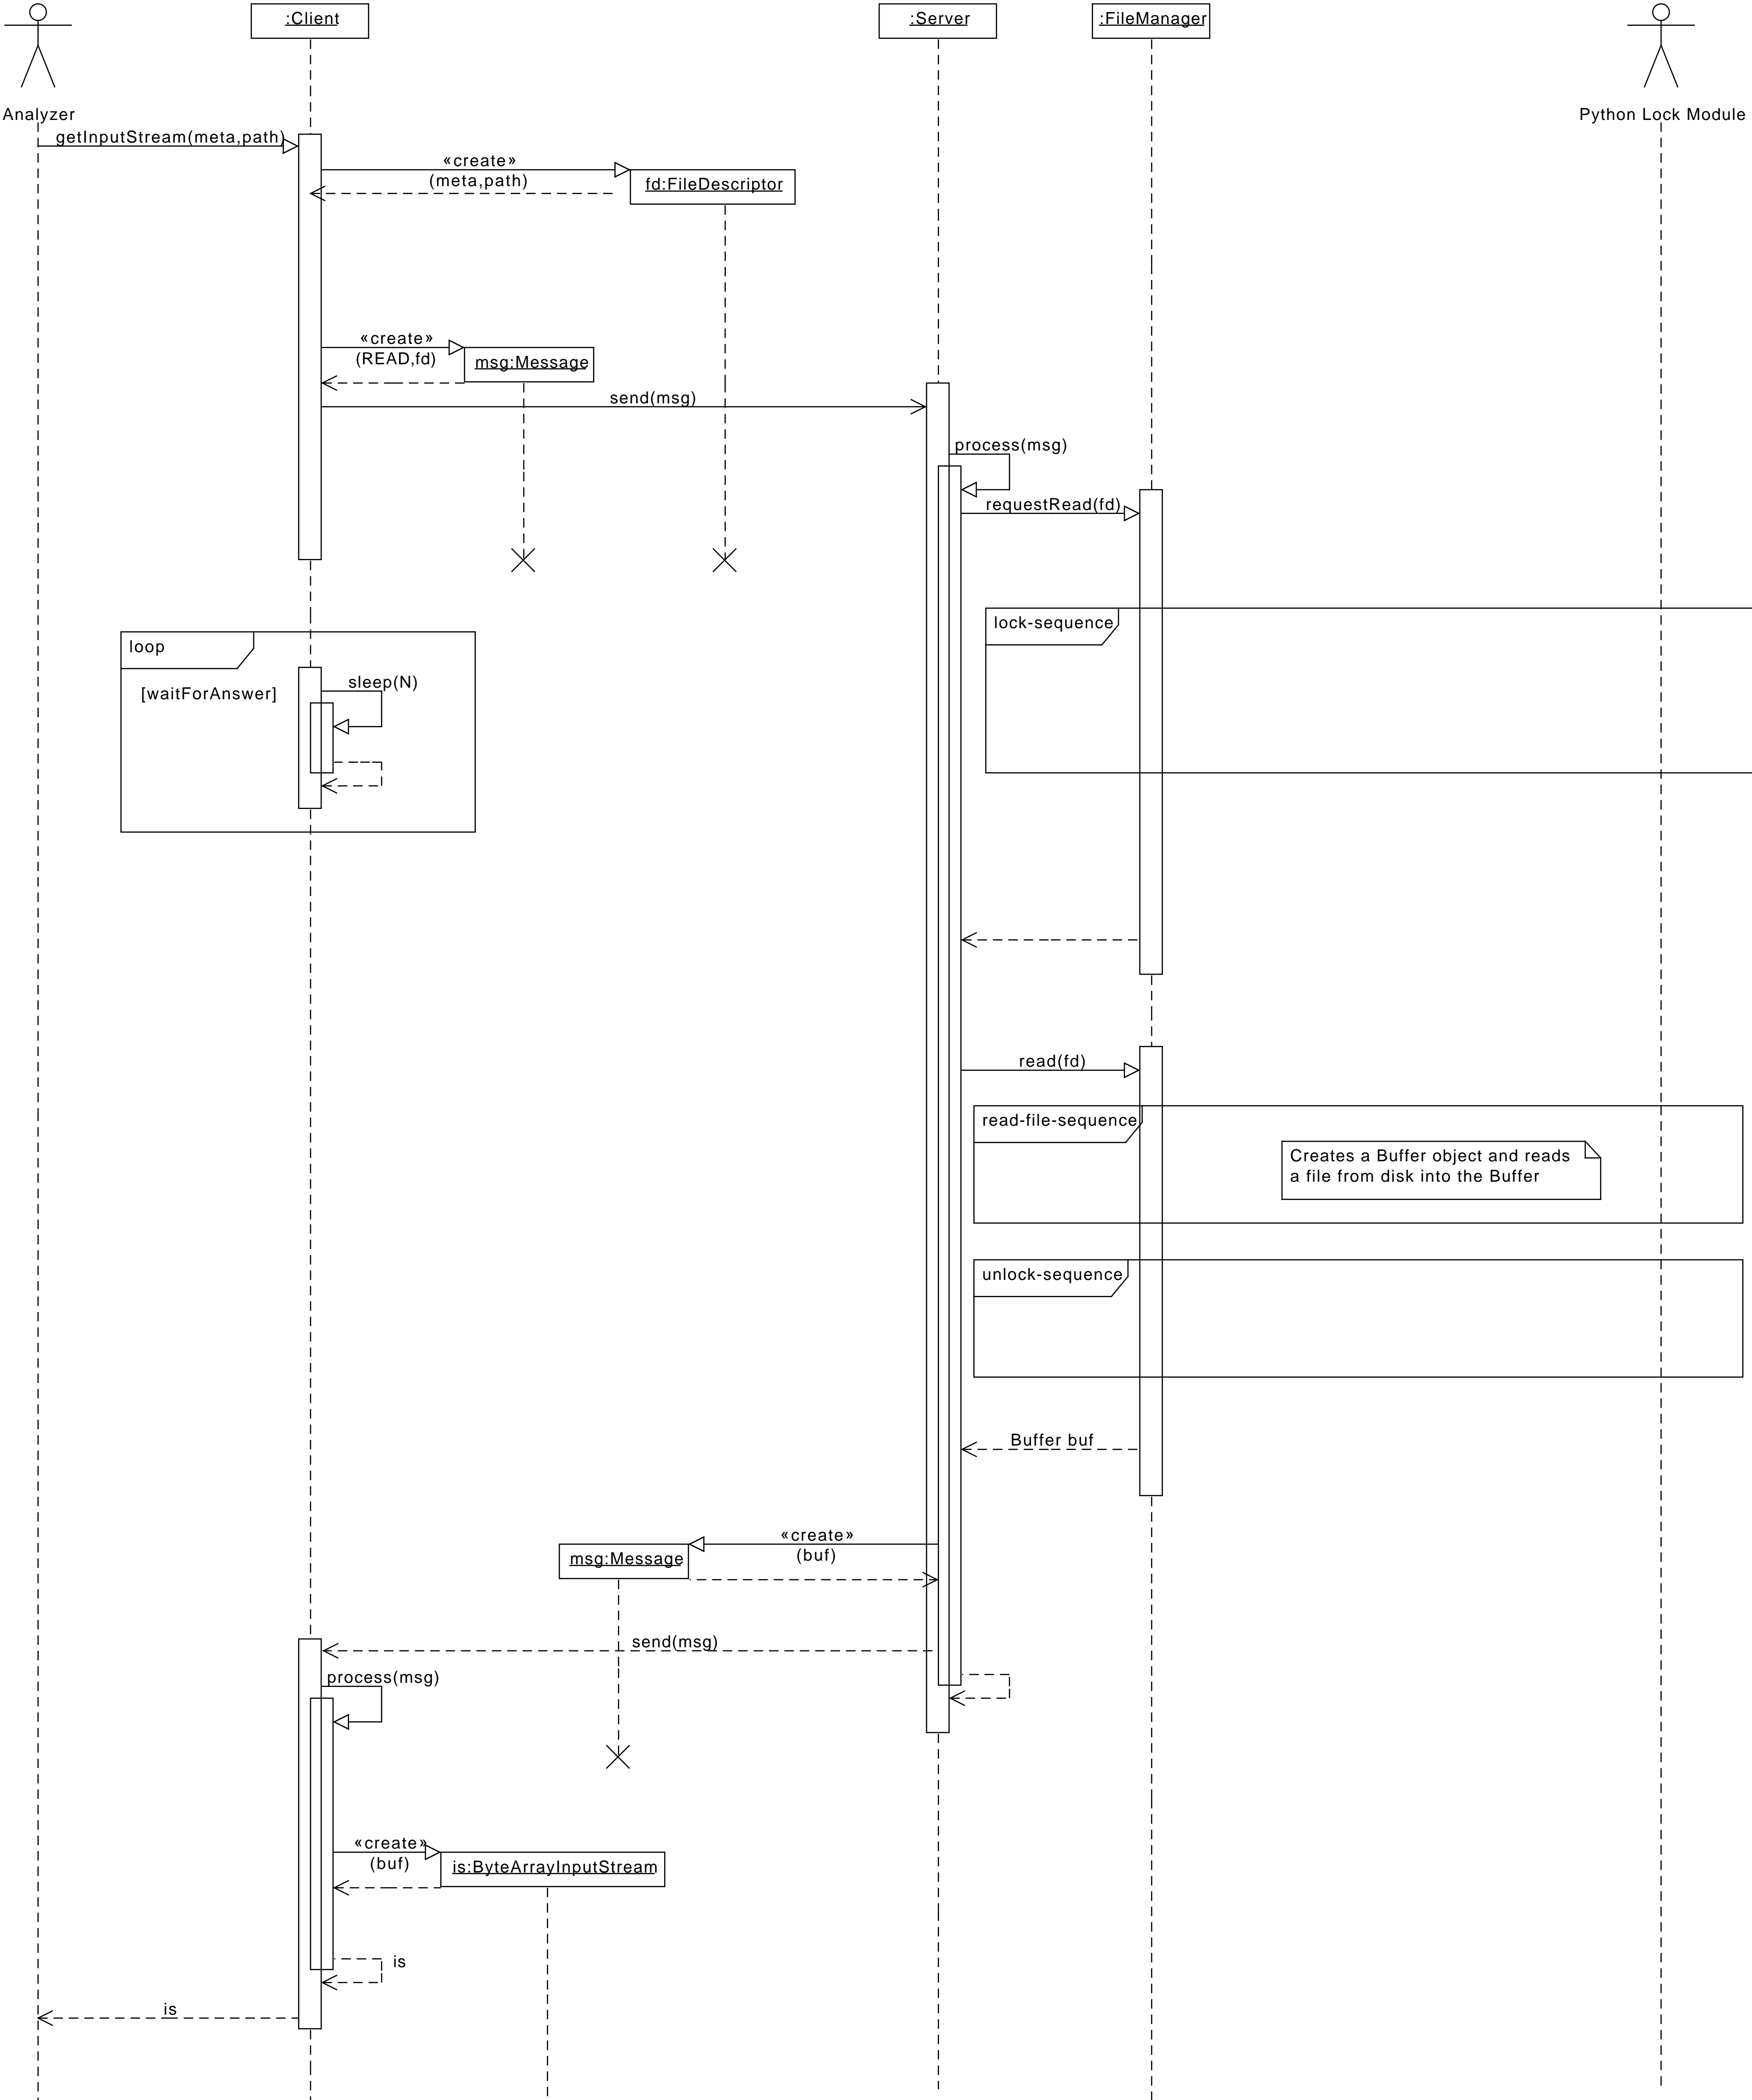 :Client
:Server
:FileManager
Analyzer
Python Lock Module
getInputStream(meta,path)
«create»
(meta,path)
fd:FileDescriptor
«create»
(READ,fd)
msg:Message
send(msg)
process(msg)
requestRead(fd)
lock-sequence
loop
[waitForAnswer]
sleep(N)
read(fd)
read-file-sequence
Creates a Buffer object and reads
a file from disk into the Buffer
unlock-sequence
Buffer buf
«create»
(buf)
msg:Message
send(msg)
process(msg)
«create»
(buf)
is:ByteArrayInputStream
is
is